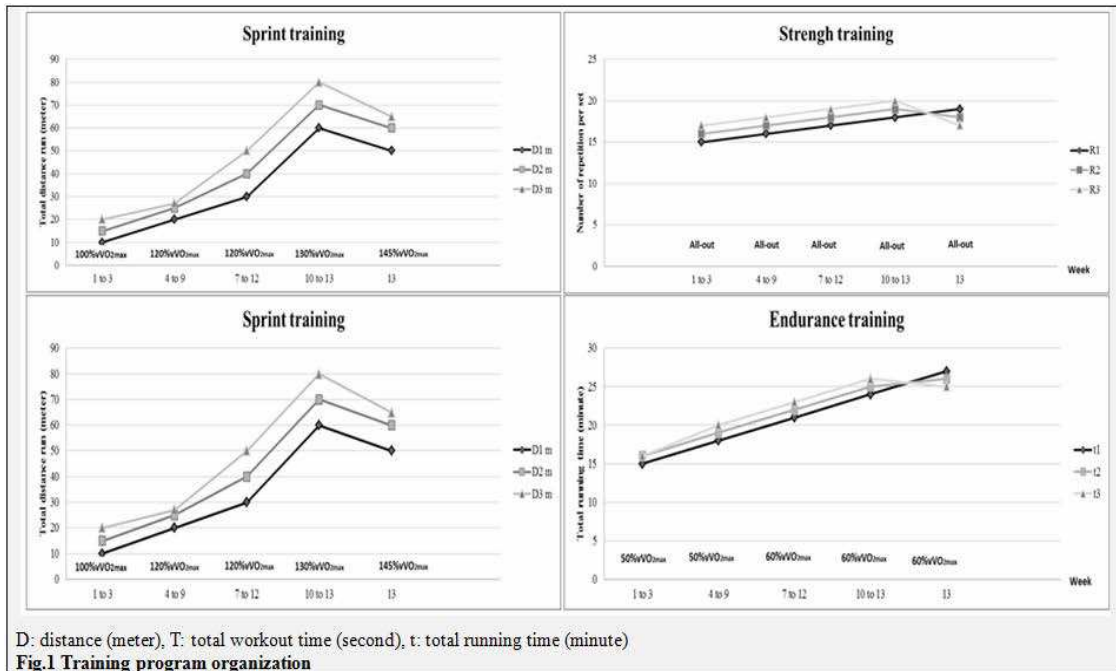 Sprint training
Total distance run (meter)
90
80
70
60
50
40
30
20
10
0
100%vVO2max 120%vVO2max 120%vVO2max 130%vVO2max 145%vVO2max
1 to 3 4 to 9 7 to 12 10 to 13 13
D1 m
D2 m
D3 m
Strengh training
Number of repetition per set
25
20
15
10
5
0
All-out All-out All-out All-out All-out
1 to 3 4 to 9 7 to 12 10 to 13 13
Week
R1
R2
R3
Sprint training
Total distance run (meter)
90
80
70
60
50
40
30
20
10
0
100%vVO2max 120%vVO2max 120%vVO2max 130%vVO2max 145%vVO2max
1 to 3 4 to 9 7 to 12 10 to 13 13
D1 m
D2 m
D3 m
Endurance training
Total running time (minute)
30
25
20
15
10
5
0
50%vVO2max 50%vVO2max 60%vVO2max 60%vVO2max 60%vVO2max
1 to 3 4 to 9 7 to 12 10 to 13 13
Week
t1
t2
t3
D: distance (meter), T: total workout time (second), t: total running time (minute)
Fig.1 Training program organization